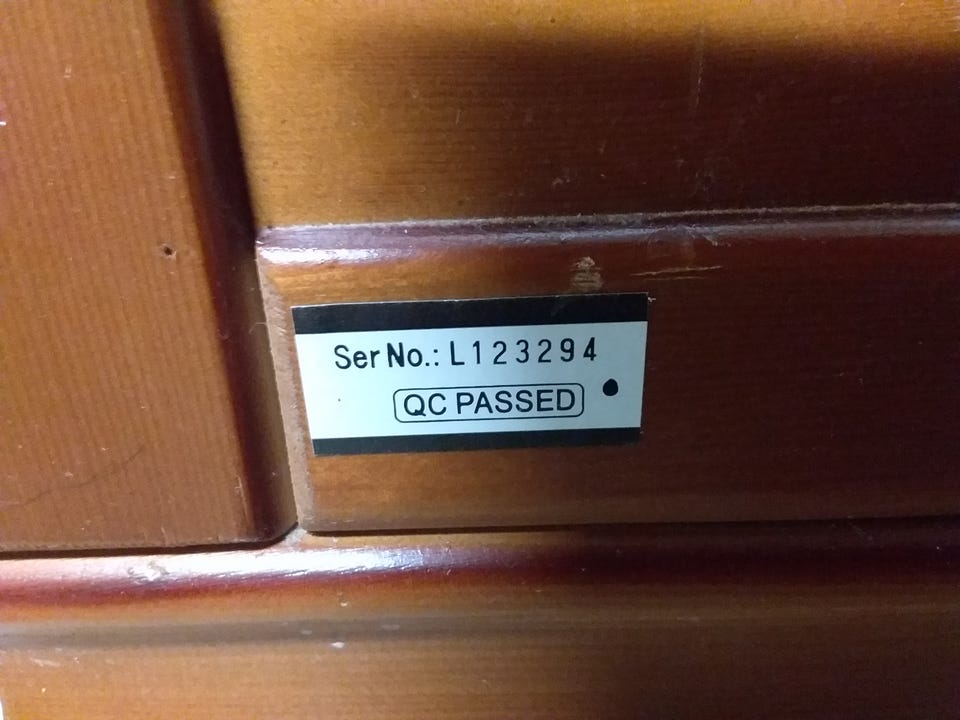 Ser No.: L123294
QC PASSED